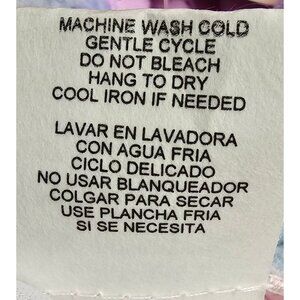 MACHINE WASH COLD
GENTLE CYCLE
DO NOT BLEACH
HANG TO DRY
COOL IRON IF NEEDED
LAVAR EN LAVADORA
CON AGUA FRIA
CICLO DELICADO
NO USAR BLANQUEADOR
COLGAR PARA SECAR
USE PLANCHA FRIA
SI SE NECESITA